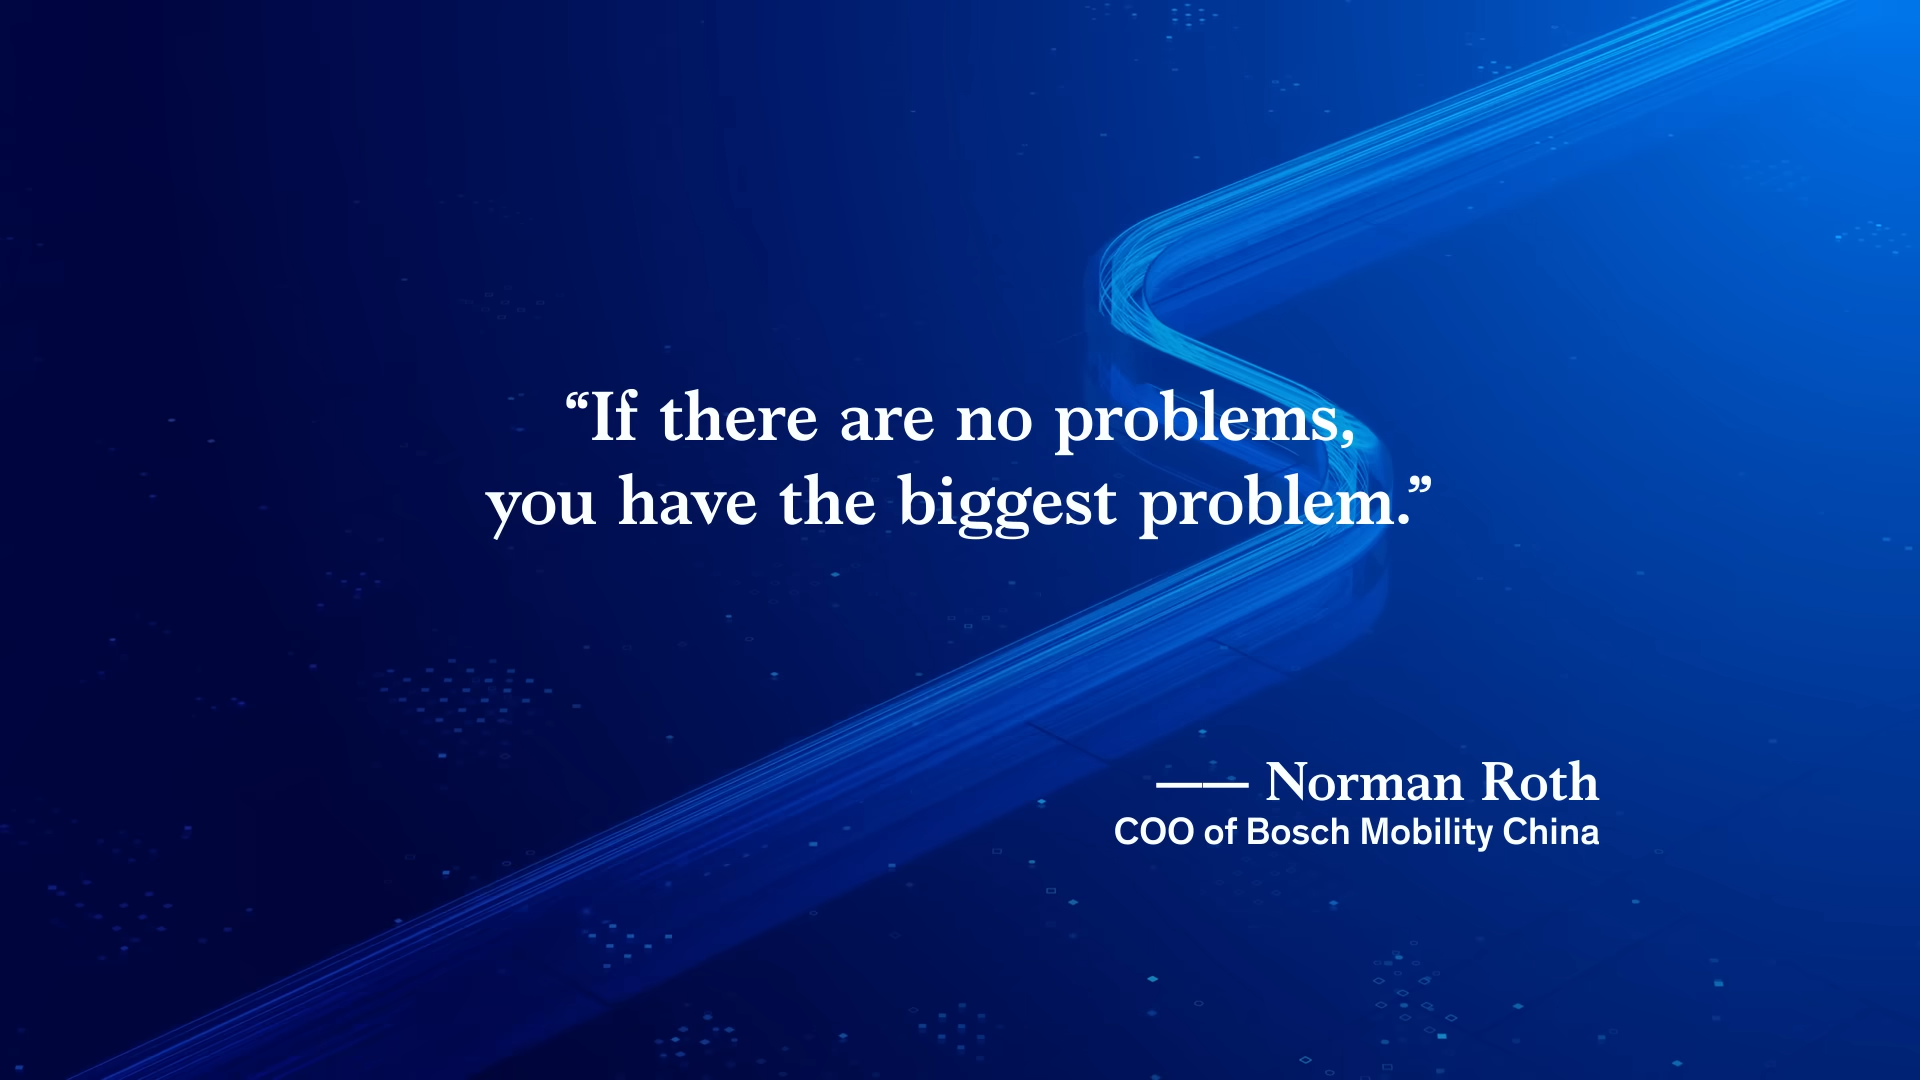 “If there are no problems,
you have the biggest problem.”
—— Norman Roth
COO of Bosch Mobility China